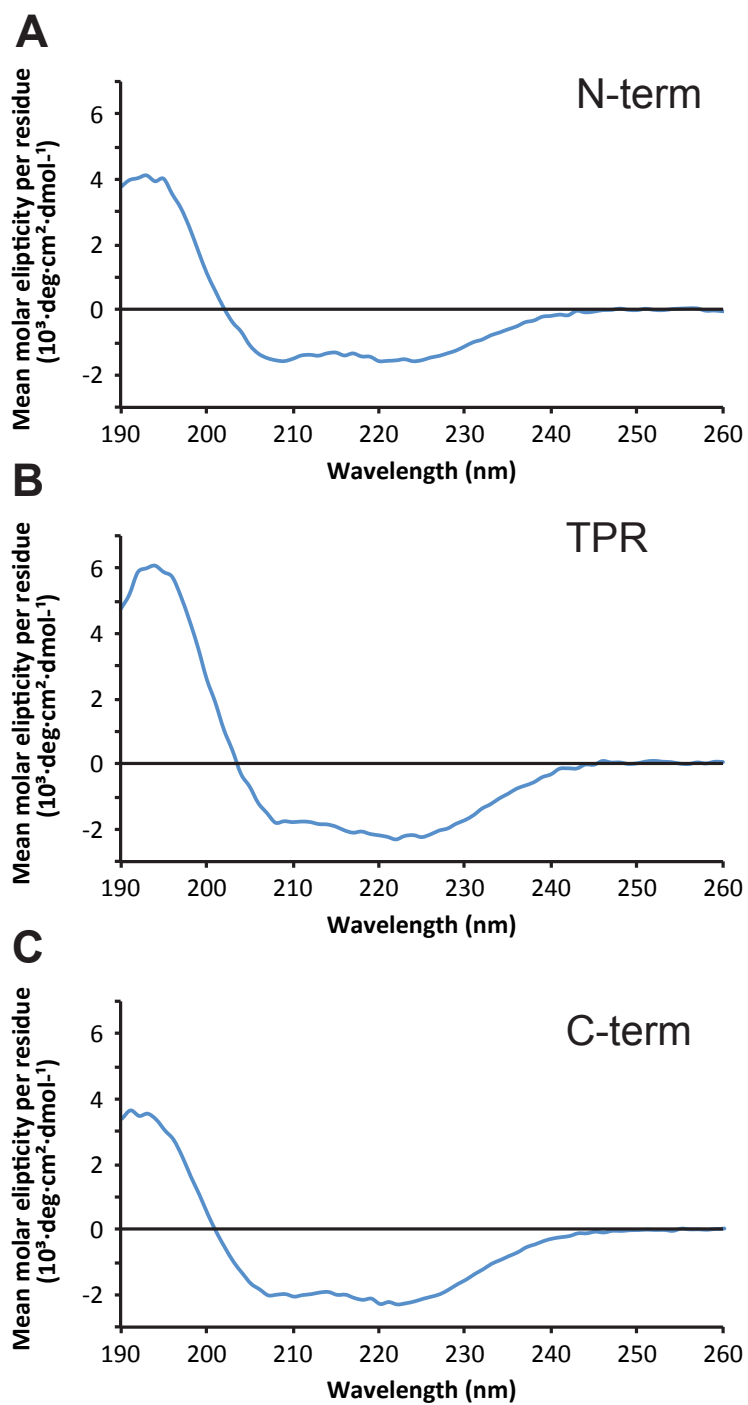 A
N-term
Mean molar elipticity per residue
(10³·deg·cm²·dmol-¹)
6
4
2
0
-2
190 200 210 220 230 240 250 260
Wavelength (nm)
B
TPR
Mean molar elipticity per residue
(10³·deg·cm²·dmol-¹)
6
4
2
0
-2
190 200 210 220 230 240 250 260
Wavelength (nm)
C
C-term
Mean molar elipticity per residue
(10³·deg·cm²·dmol-¹)
6
4
2
0
-2
190 200 210 220 230 240 250 260
Wavelength (nm)